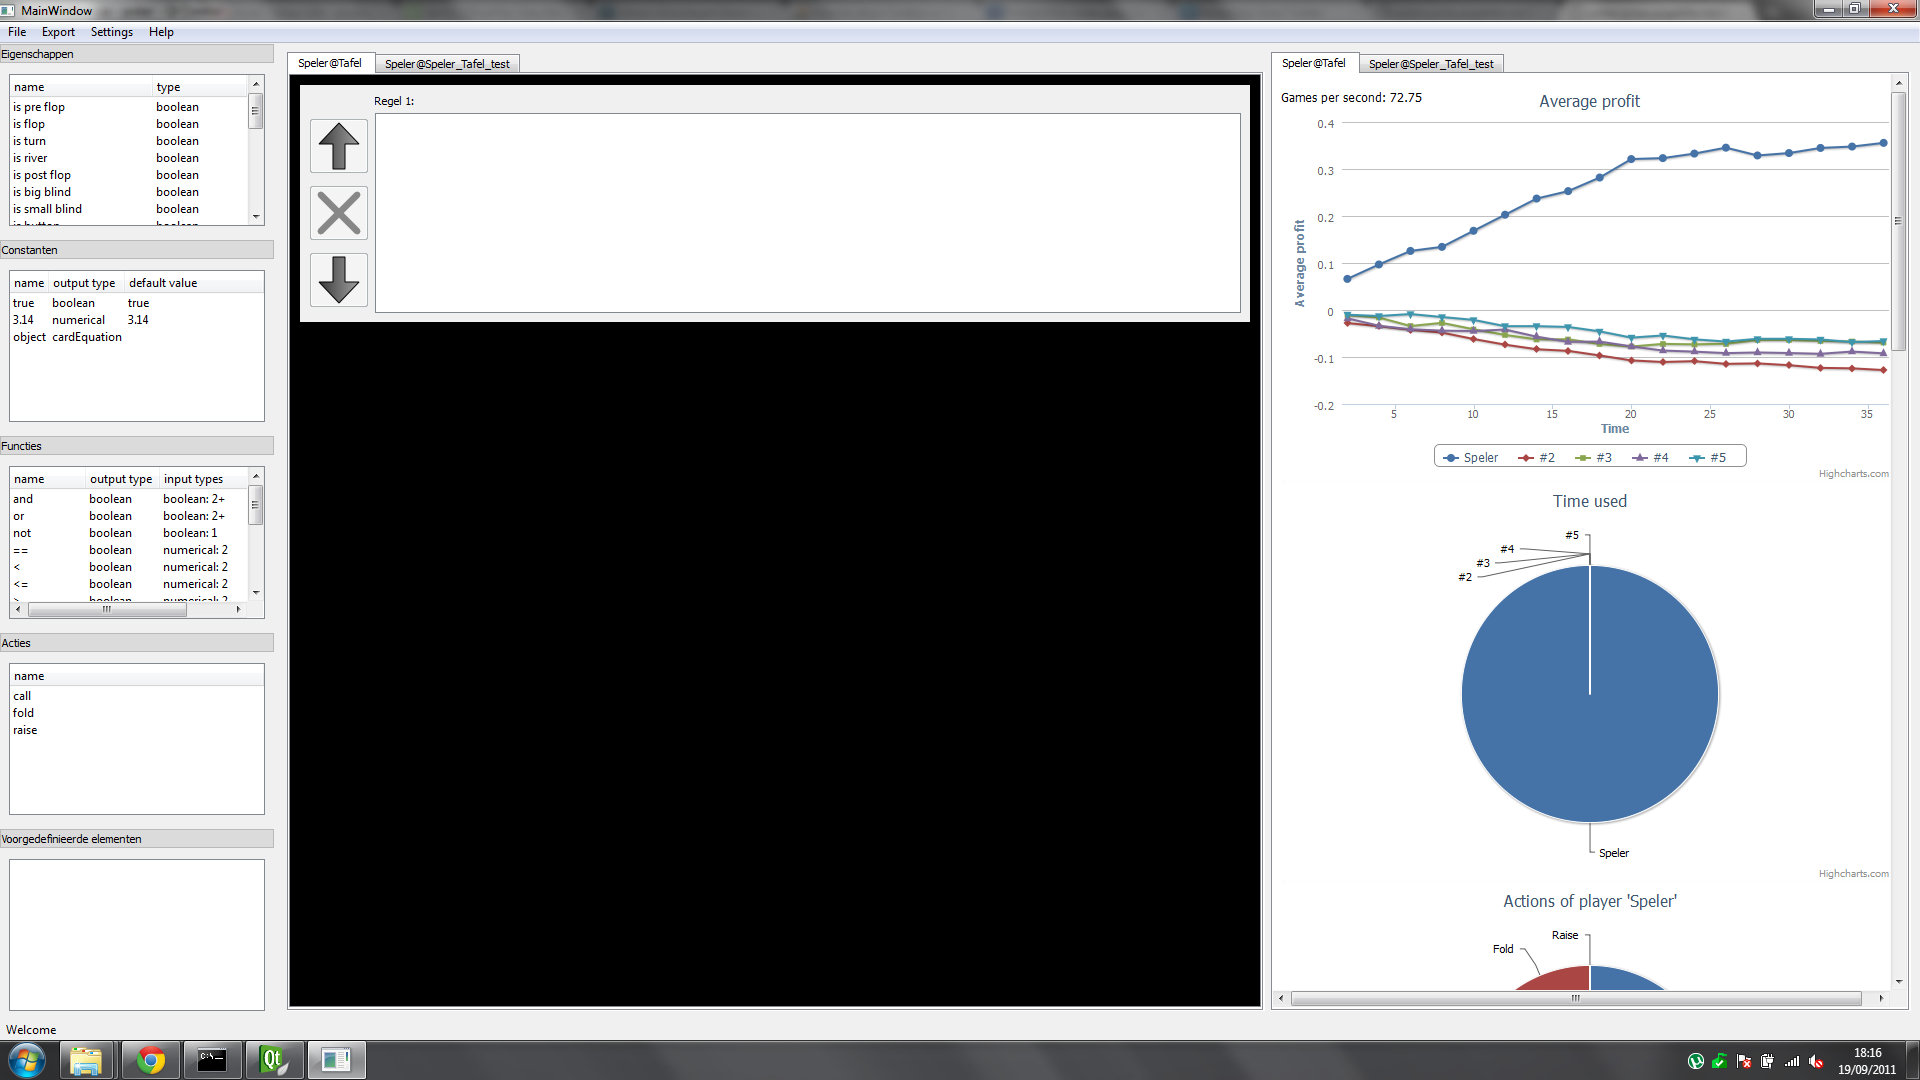 MainWindow
File Export Settings Help
Eigenschappen
name type
is pre flop boolean
is flop boolean
is turn boolean
is river boolean
is post flop boolean
is big blind boolean
is small blind boolean
Constanten
name output type default value
true boolean true
3.14 numerical 3.14
object cardEquation
Functies
name output type input types
and boolean boolean: 2+
or boolean boolean: 2+
not boolean boolean: 1
== boolean numerical: 2
< boolean numerical: 2
<= boolean numerical: 2
Acties
name
call
fold
raise
Voorgedefinieerde elementen
Welcome
Speler@Tafel Speler@Speler_Tafel_test
Regel 1:
Speler@Tafel Speler@Speler_Tafel_test
Games per second: 72.75
Average profit
Average profit
0.4
0.3
0.2
0.1
0
-0.1
-0.2
5 10 15 20 25 30 35
Time
Speler #2 #3 #4 #5
Highcharts.com
Time used
#5
#4
#3
#2
Speler
Highcharts.com
Actions of player 'Speler'
Raise
Fold
C:\
Qt
18:16
19/09/2011